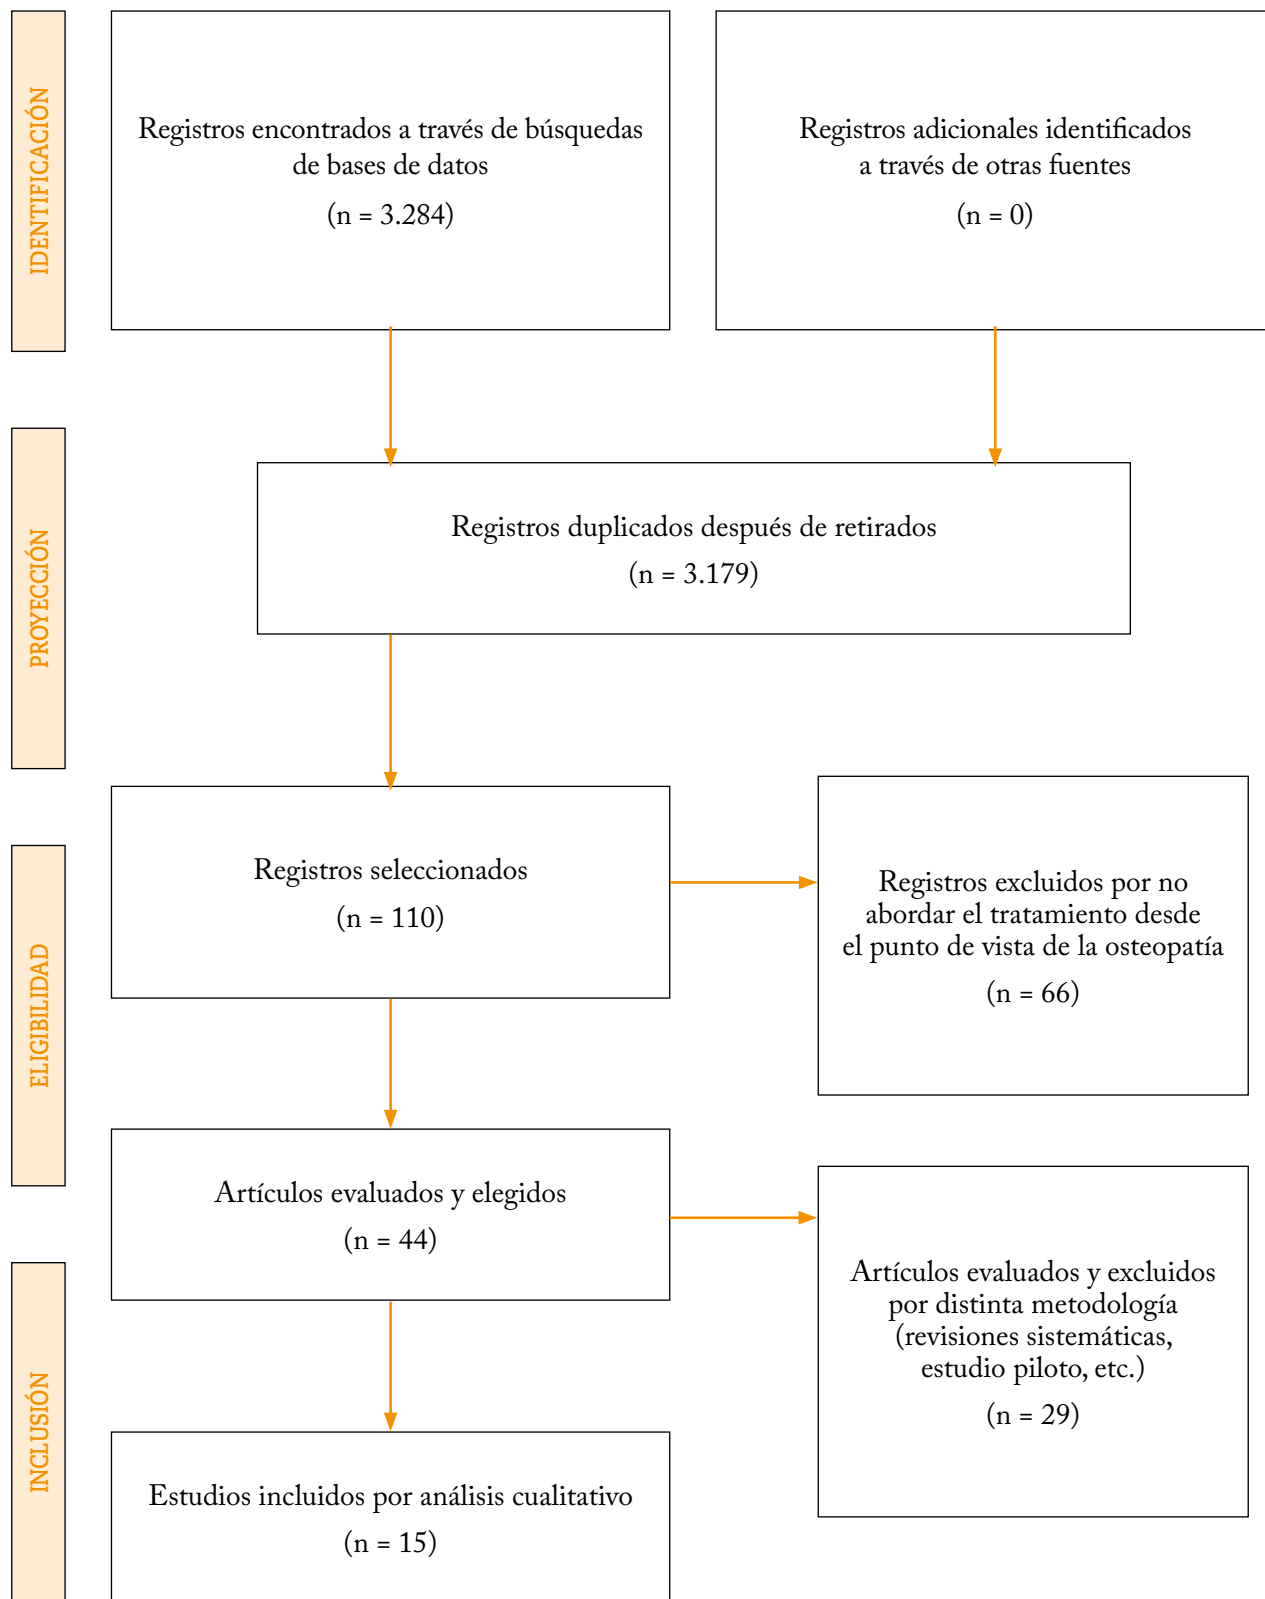 IDENTIFICACIÓN
Registros encontrados a través de búsquedas
de bases de datos
(n = 3.284)
Registros adicionales identificados
a través de otras fuentes
(n = 0)
PROYECCIÓN
Registros duplicados después de retirados
(n = 3.179)
ELIGIBILIDAD
Registros seleccionados
(n = 110)
Registros excluidos por no
abordar el tratamiento desde
el punto de vista de la osteopatía
(n = 66)
Artículos evaluados y elegidos
(n = 44)
Artículos evaluados y excluidos
por distinta metodología
(revisiones sistemáticas,
estudio piloto, etc.)
(n = 29)
INCLUSIÓN
Estudios incluidos por análisis cualitativo
(n = 15)